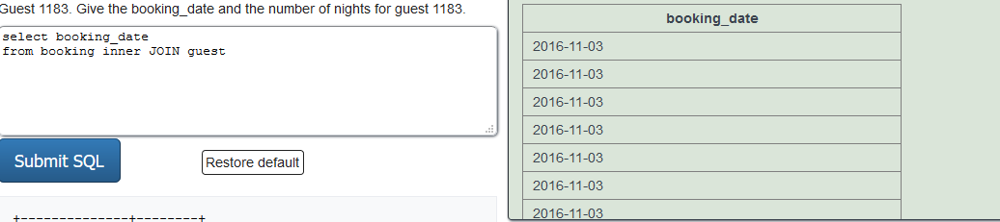 Guest 1183. Give the booking_date and the number of nights for guest 1183.
select booking_date
from booking inner JOIN guest
Submit SQL
Restore default
+--------------+--------+
booking_date
2016-11-03
2016-11-03
2016-11-03
2016-11-03
2016-11-03
2016-11-03
2016-11-03